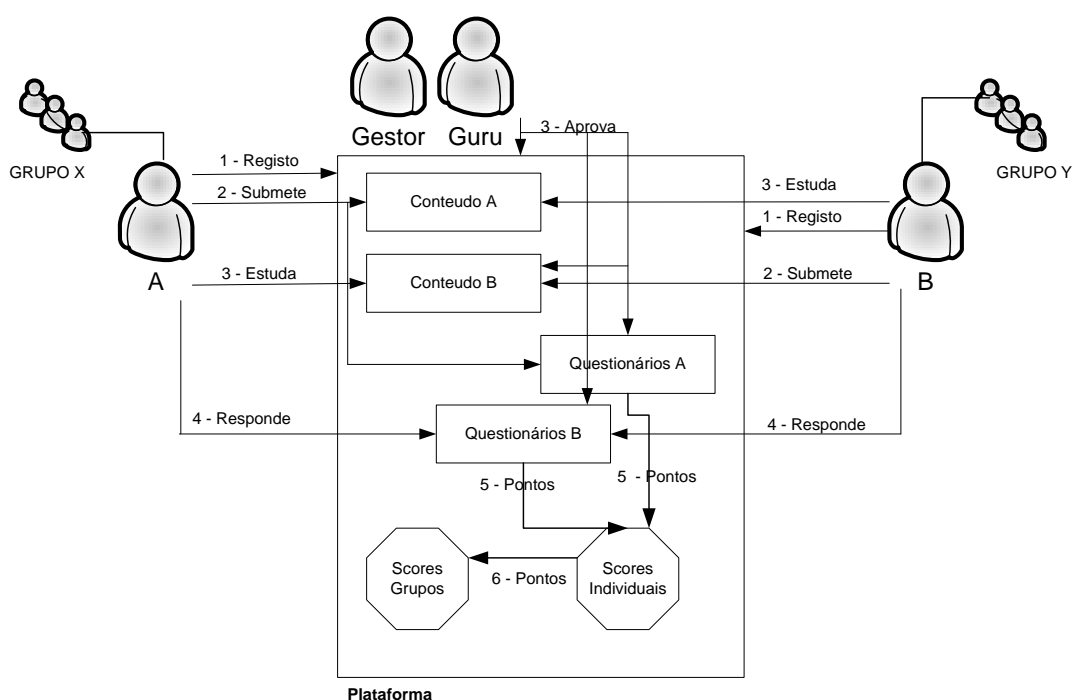 Gestor
Guru
3 - Aprova
GRUPO X
GRUPO Y
1 - Registo
2 - Submete
Conteudo A
3 - Estuda
1 - Registo
A
3 - Estuda
Conteudo B
2 - Submete
B
Questionários A
4 - Responde
Questionários B
4 - Responde
5 - Pontos
5 - Pontos
Scores
Grupos
6 - Pontos
Scores
Individuais
Plataforma